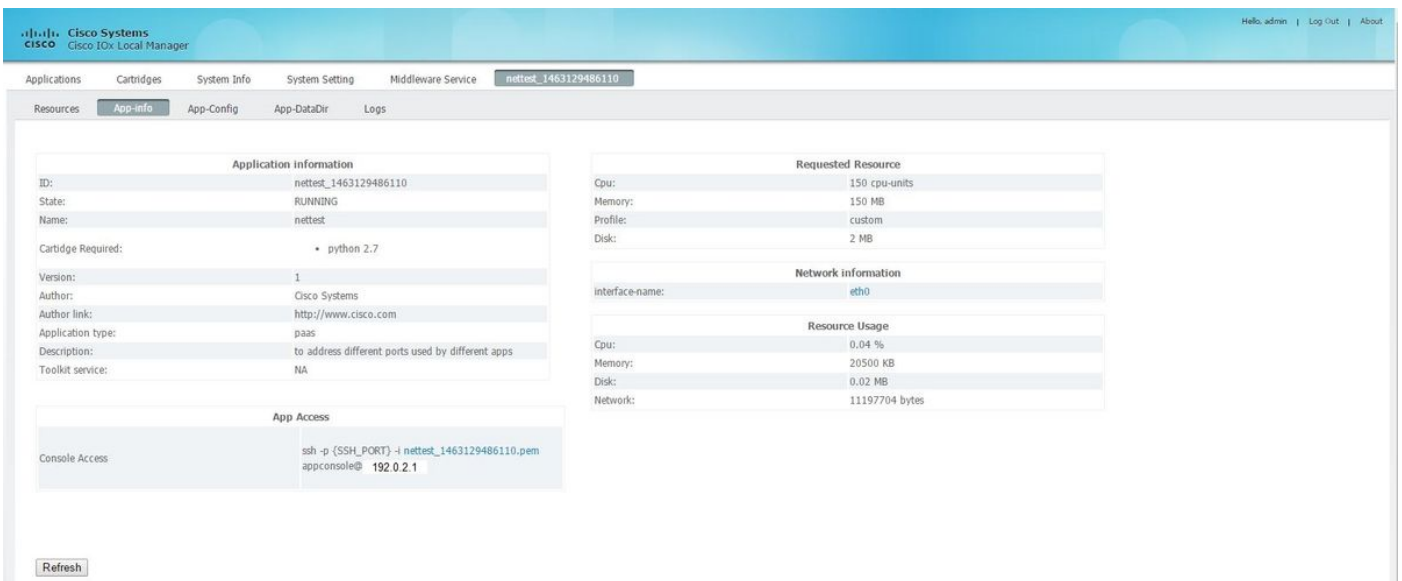 Cisco Systems
CISCO Cisco IOx Local Manager
Hello, admin | Log Out | About
Applications Cartridges System Info System Setting Middleware Service nettest_1463129486110
Resources App-info App-Config App-DataDir Logs
Application information
ID: nettest_1463129486110
State: RUNNING
Name: nettest
Cartidge Required: • python 2.7
Version: 1
Author: Cisco Systems
Author link: http://www.cisco.com
Application type: paas
Description: to address different ports used by different apps
Toolkit service: NA
App Access
Console Access
ssh -p {SSH_PORT} -i nettest_1463129486110.pem
appconsole@ 192.0.2.1
Requested Resource
Cpu: 150 cpu-units
Memory: 150 MB
Profile: custom
Disk: 2 MB
Network information
interface-name: eth0
Resource Usage
Cpu: 0.04 %
Memory: 20500 KB
Disk: 0.02 MB
Network: 11197704 bytes
Refresh